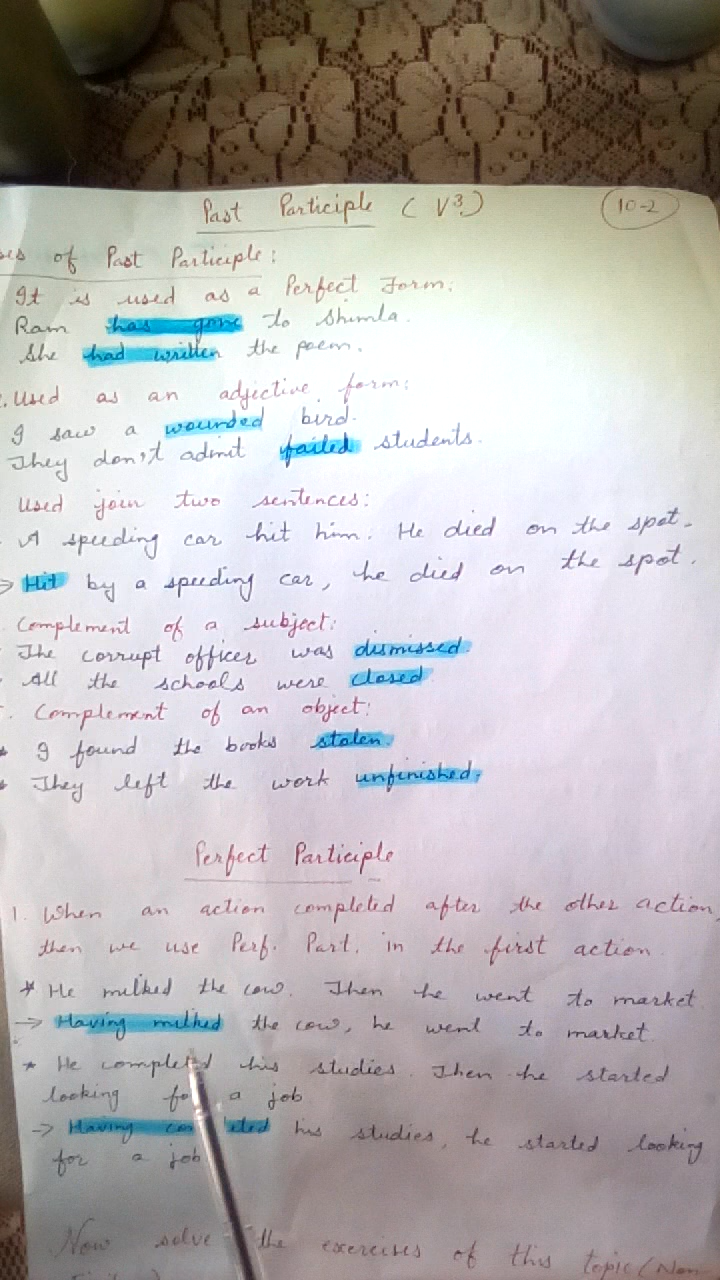 Past Participle (V3) 10-2
of Past Participle:
It is used as a Perfect Form.
Ram has gone to Shimla.
She had written the poem.
Used as an adjective form:
I saw a wounded bird.
They don't admit failed students.
Used join two sentences:
A speeding car hit him. He died on the spot.
→ Hit by a speeding car, he died on the spot.
Complement of a subject:
The corrupt officer was dismissed.
All the schools were closed.
Complement of an object:
* I found the books stolen.
* They left the work unfinished.
Perfect Participle
1. When an action completed after the other action,
then we use Perf. Part. in the first action.
* He milked the cow. Then he went to market.
→ Having milked the cow, he went to market.
* He completed his studies. Then he started
looking for a job
→ Having completed his studies, he started looking
for a job
Now solve the exercises of this topic (Non